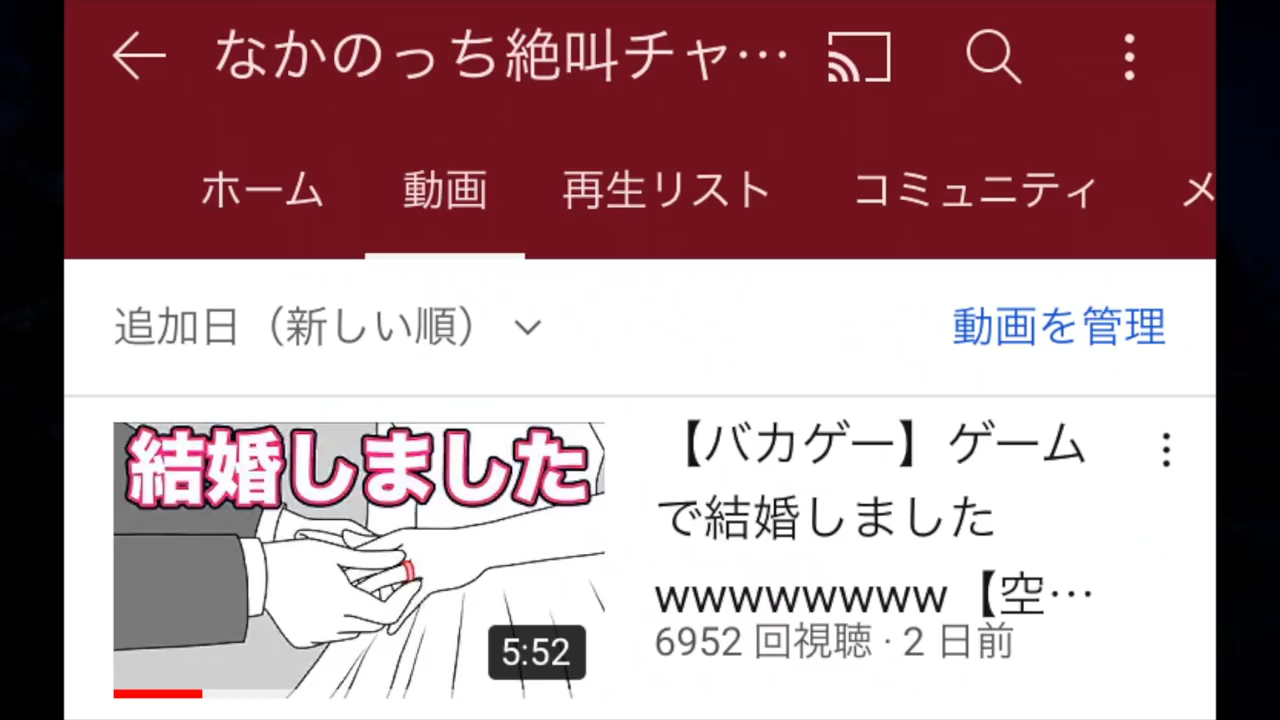 なかのっち絶叫チャ…
ホーム 動画 再生リスト コミュニティ メ
追加日（新しい順） 動画を管理
結婚しました
5:52
【バカゲー】ゲーム
で結婚しました
wwwwwwwww【空…
6952 回視聴・2 日前